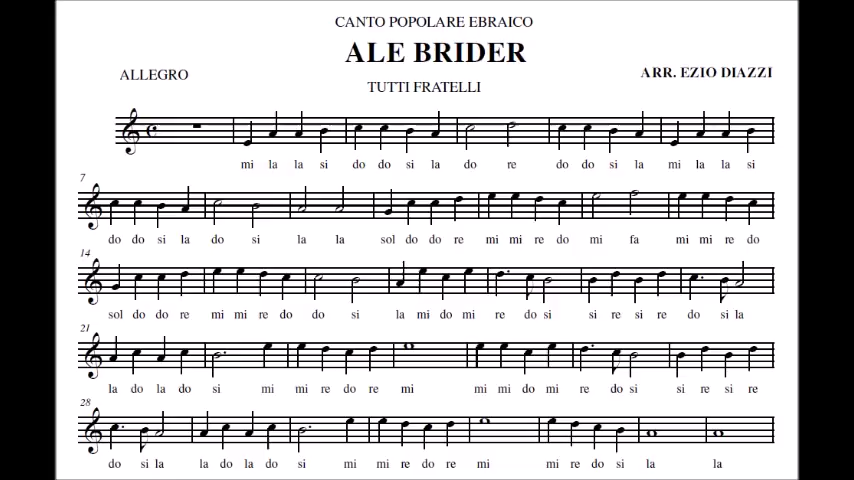 CANTO POPOLARE EBRAICO
ALE BRIDER
ALLEGRO
TUTTI FRATELLI
ARR. EZIO DIAZZI
mi la la si do do si la do re do do si la mi la la si
7
do do si la do si la la sol do do re mi mi re do mi fa mi mi re do
14
sol do do re mi mi re do do si la mi do mi re do si si re si re do si la
21
la do la do si mi mi re do re mi mi mi do mi re do si si re si re
28
do si la la do la do si mi mi re do re mi mi re do si la la